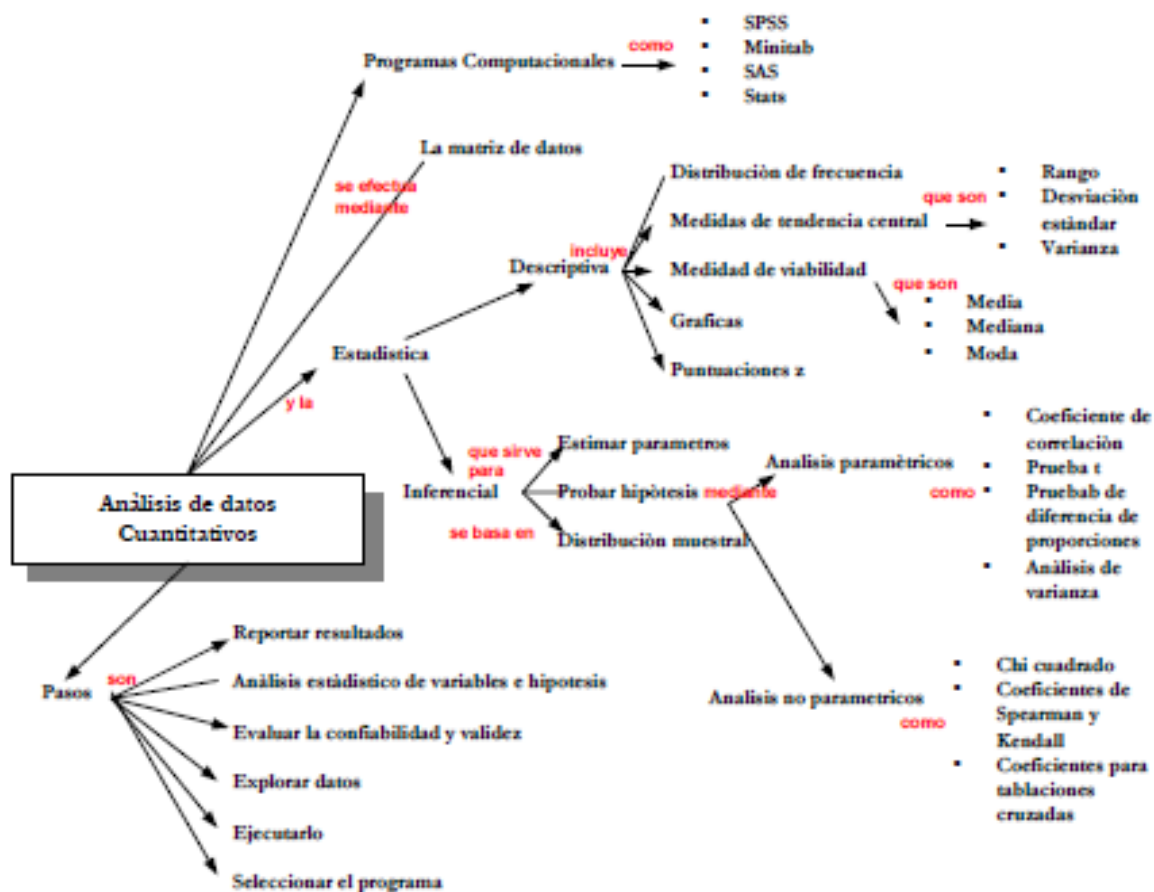 Programas Computacionales
como
▪ SPSS
▪ Minitab
▪ SAS
▪ Stats
La matriz de datos
se efectua
mediante
Estadistica
y la
Descriptiva
incluye
Distribuciòn de frecuencia
Medidas de tendencia central
que son
▪ Rango
▪ Desviaciòn
estàndar
▪ Varianza
Medidad de viabilidad
que son
▪ Media
▪ Mediana
▪ Moda
Graficas
Puntuaciones z
Inferencial
que sirve
para
Estimar parametros
Probar hipòtesis
mediante
se basa en
Distribuciòn muestral
Analisis paramètricos
como
▪ Coeficiente de
correlaciòn
▪ Prueba t
▪ Pruebab de
diferencia de
proporciones
▪ Anàlisis de
varianza
Analisis no parametricos
como
▪ Chi cuadrado
▪ Coeficientes de
Spearman y
Kendall
▪ Coeficientes para
tablaciones
cruzadas
Anàlisis de datos
Cuantitativos
Pasos
son
Reportar resultados
Anàlisis estàdistico de variables e hipotesis
Evaluar la confiabilidad y validez
Explorar datos
Ejecutarlo
Seleccionar el programa